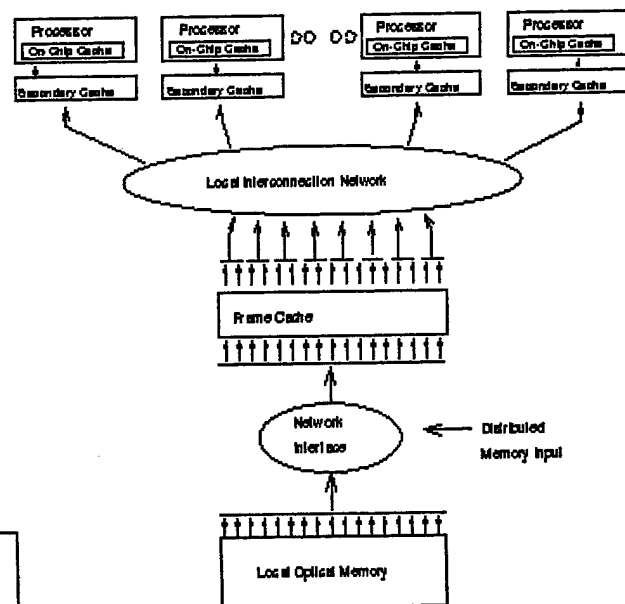 Processor
On-Chip Cache
Secondary Cache
Processor
On-Chip Cache
Secondary Cache
Processor
On-Chip Cache
Secondary Cache
Processor
On-Chip Cache
Secondary Cache
Local Interconnection Network
Frame Cache
Network
Interface
Distributed
Memory Input
Local Optical Memory